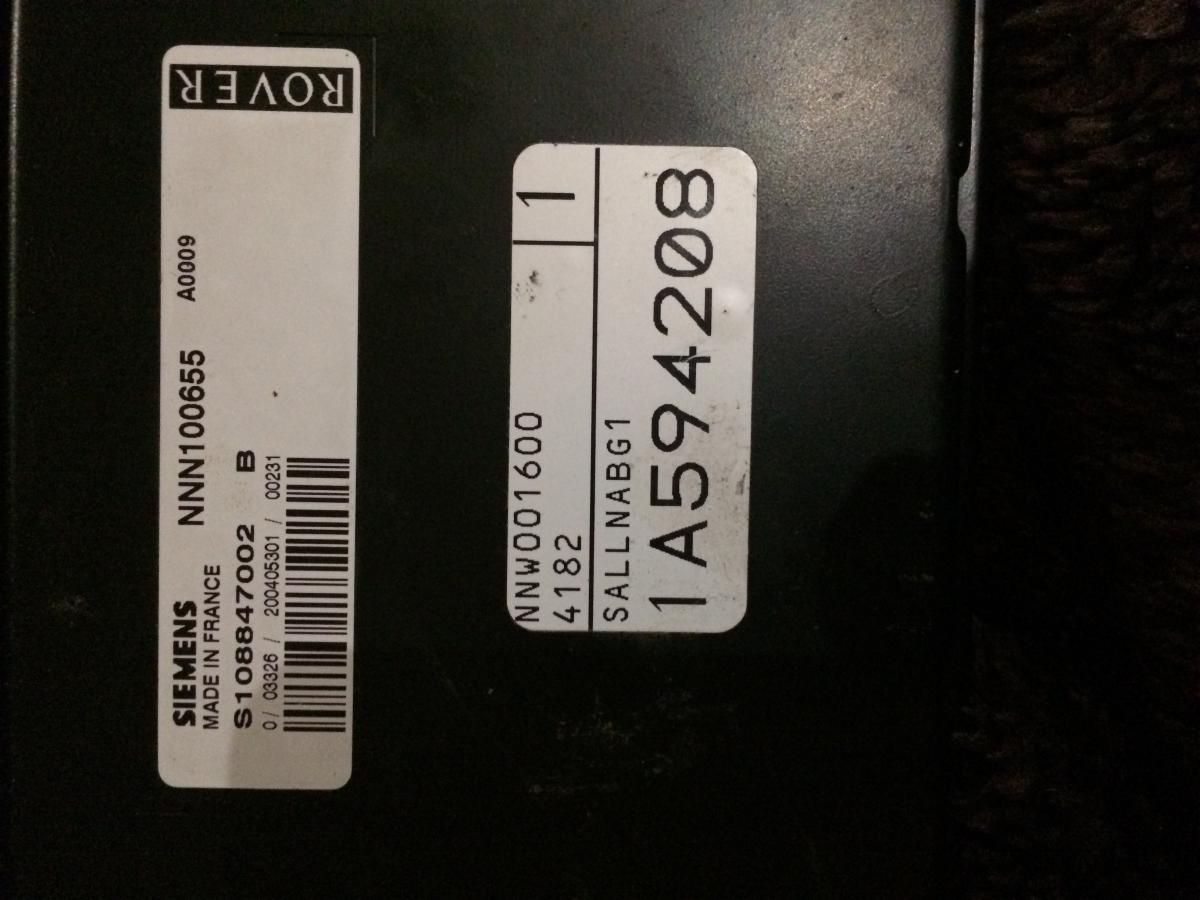 ROVER
SIEMENS NNN100655 A0009
MADE IN FRANCE
S108847002 B
0/ 03326 / 200405301 / 00231
NNW001600 1
4182
SALLNABG1
1A594208